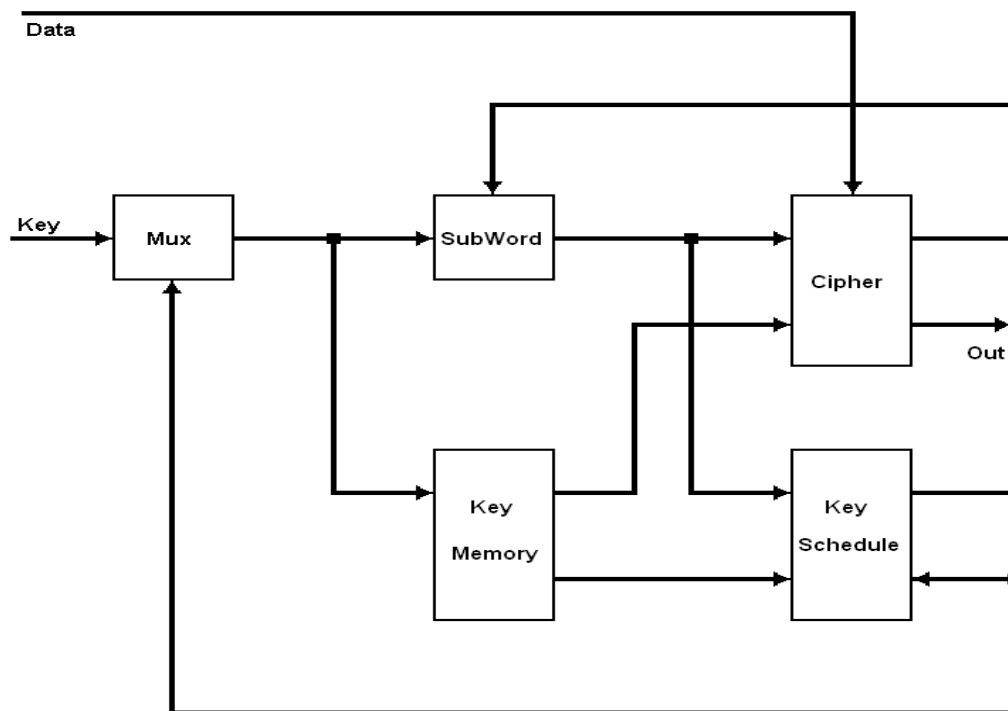 Data
Key
Mux
SubWord
Cipher
Out
Key
Memory
Key
Schedule